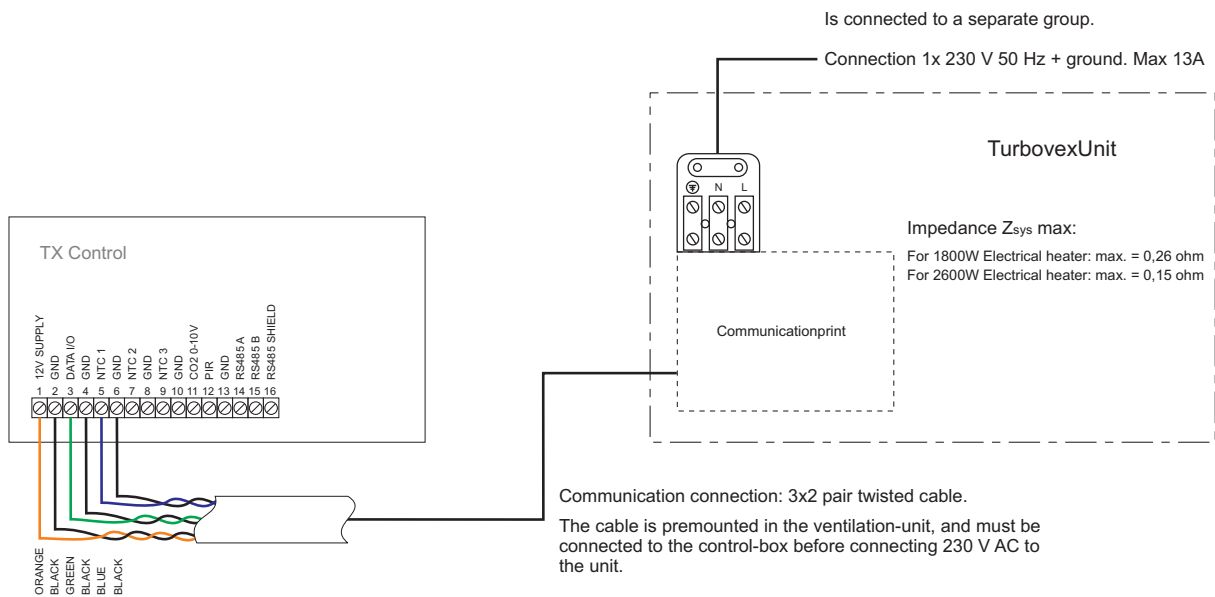 Is connected to a separate group.
Connection 1x 230 V 50 Hz + ground. Max 13A
TurbovexUnit
N L
Impedance Zsys max:
For 1800W Electrical heater: max. = 0,26 ohm
For 2600W Electrical heater: max. = 0,15 ohm
Communicationprint
TX Control
12V SUPPLY
GND
DATA I/O
GND
NTC 1
GND
NTC 2
GND
NTC 3
GND
CO2 0-10V
PIR
GND
RS485 A
RS485 B
RS485 SHIELD
1 2 3 4 5 6 7 8 9 10 11 12 13 14 15 16
ORANGE
BLACK
GREEN
BLACK
BLUE
BLACK
Communication connection: 3x2 pair twisted cable.
The cable is premounted in the ventilation-unit, and must be
connected to the control-box before connecting 230 V AC to
the unit.